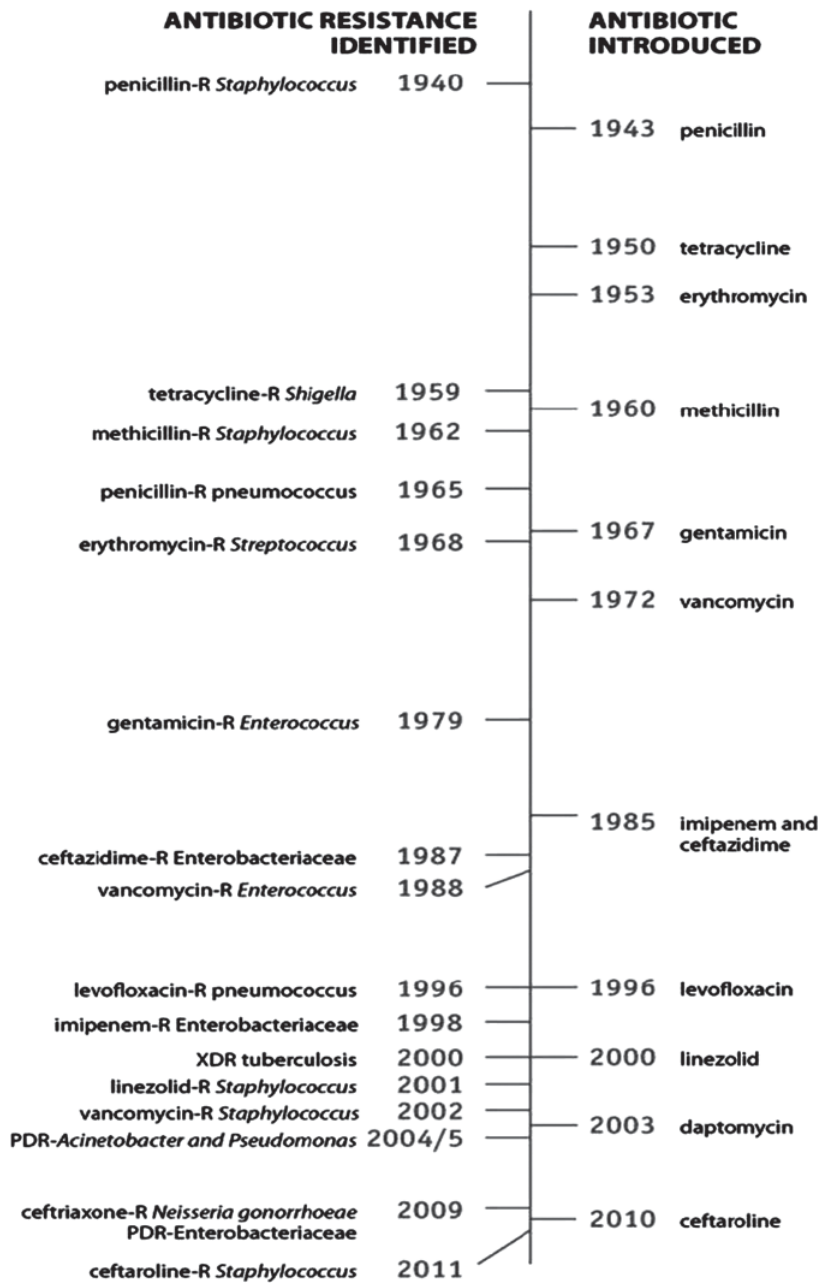 ANTIBIOTIC RESISTANCE
IDENTIFIED
ANTIBIOTIC
INTRODUCED
penicillin-R Staphylococcus 1940
1943 penicillin
1950 tetracycline
1953 erythromycin
tetracycline-R Shigella 1959
1960 methicillin
methicillin-R Staphylococcus 1962
penicillin-R pneumococcus 1965
1967 gentamicin
erythromycin-R Streptococcus 1968
1972 vancomycin
gentamicin-R Enterococcus 1979
1985 imipenem and
ceftazidime
ceftazidime-R Enterobacteriaceae 1987
vancomycin-R Enterococcus 1988
levofloxacin-R pneumococcus 1996
1996 levofloxacin
imipenem-R Enterobacteriaceae 1998
XDR tuberculosis 2000
2000 linezolid
linezolid-R Staphylococcus 2001
vancomycin-R Staphylococcus 2002
2003 daptomycin
PDR-Acinetobacter and Pseudomonas 2004/5
ceftriaxone-R Neisseria gonorrhoeae 2009
PDR-Enterobacteriaceae
2010 ceftaroline
ceftaroline-R Staphylococcus 2011